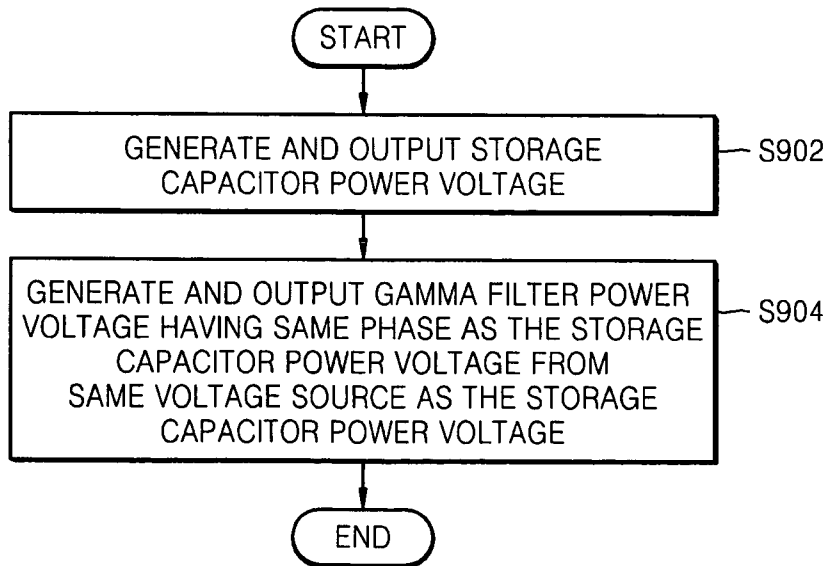 START
GENERATE AND OUTPUT STORAGE
CAPACITOR POWER VOLTAGE
S902
GENERATE AND OUTPUT GAMMA FILTER POWER
VOLTAGE HAVING SAME PHASE AS THE STORAGE
CAPACITOR POWER VOLTAGE FROM
SAME VOLTAGE SOURCE AS THE STORAGE
CAPACITOR POWER VOLTAGE
S904
END